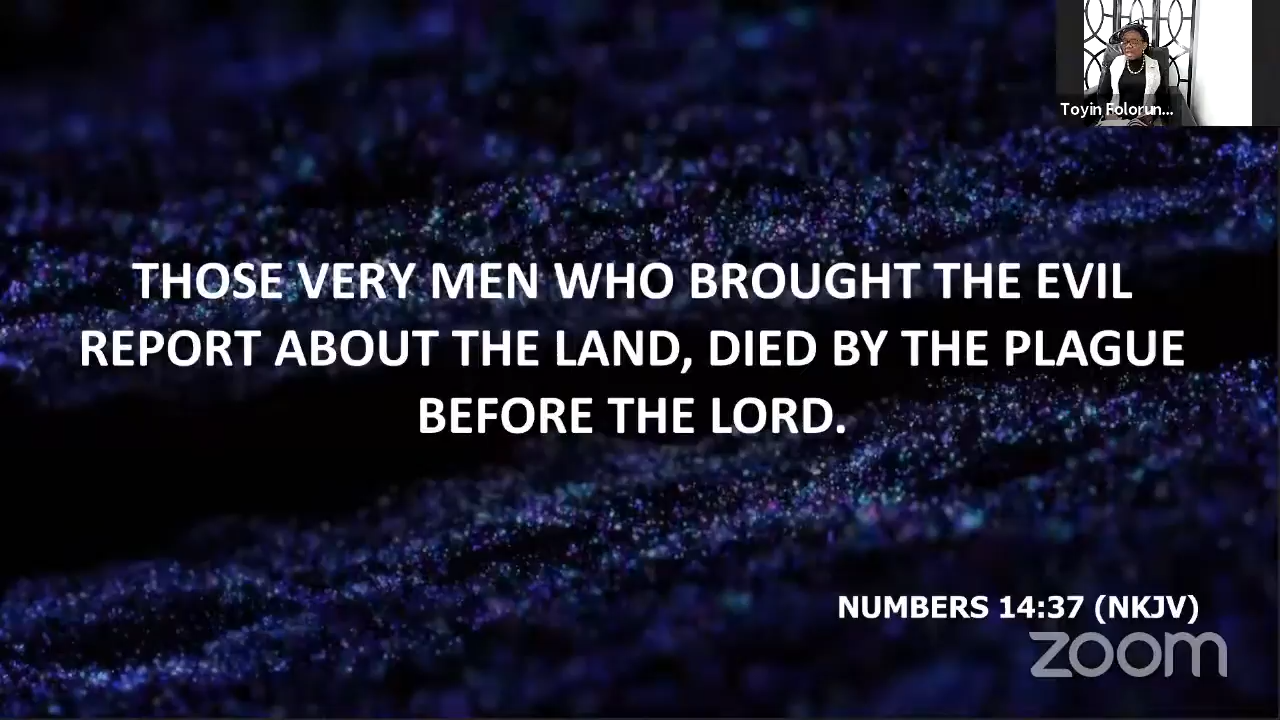 Toyin Folorun...
THOSE VERY MEN WHO BROUGHT THE EVIL
REPORT ABOUT THE LAND, DIED BY THE PLAGUE
BEFORE THE LORD.
NUMBERS 14:37 (NKJV)
zoom